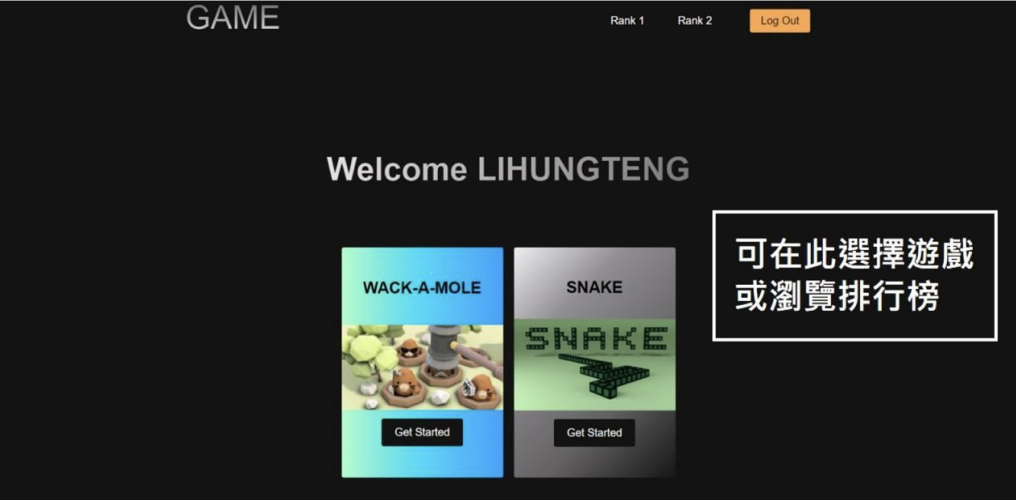 GAME
Rank 1
Rank 2
Log Out
Welcome LIHUNGTENG
可在此選擇遊戲
或瀏覽排行榜
WACK-A-MOLE
SNAKE
SNAKE
Get Started
Get Started